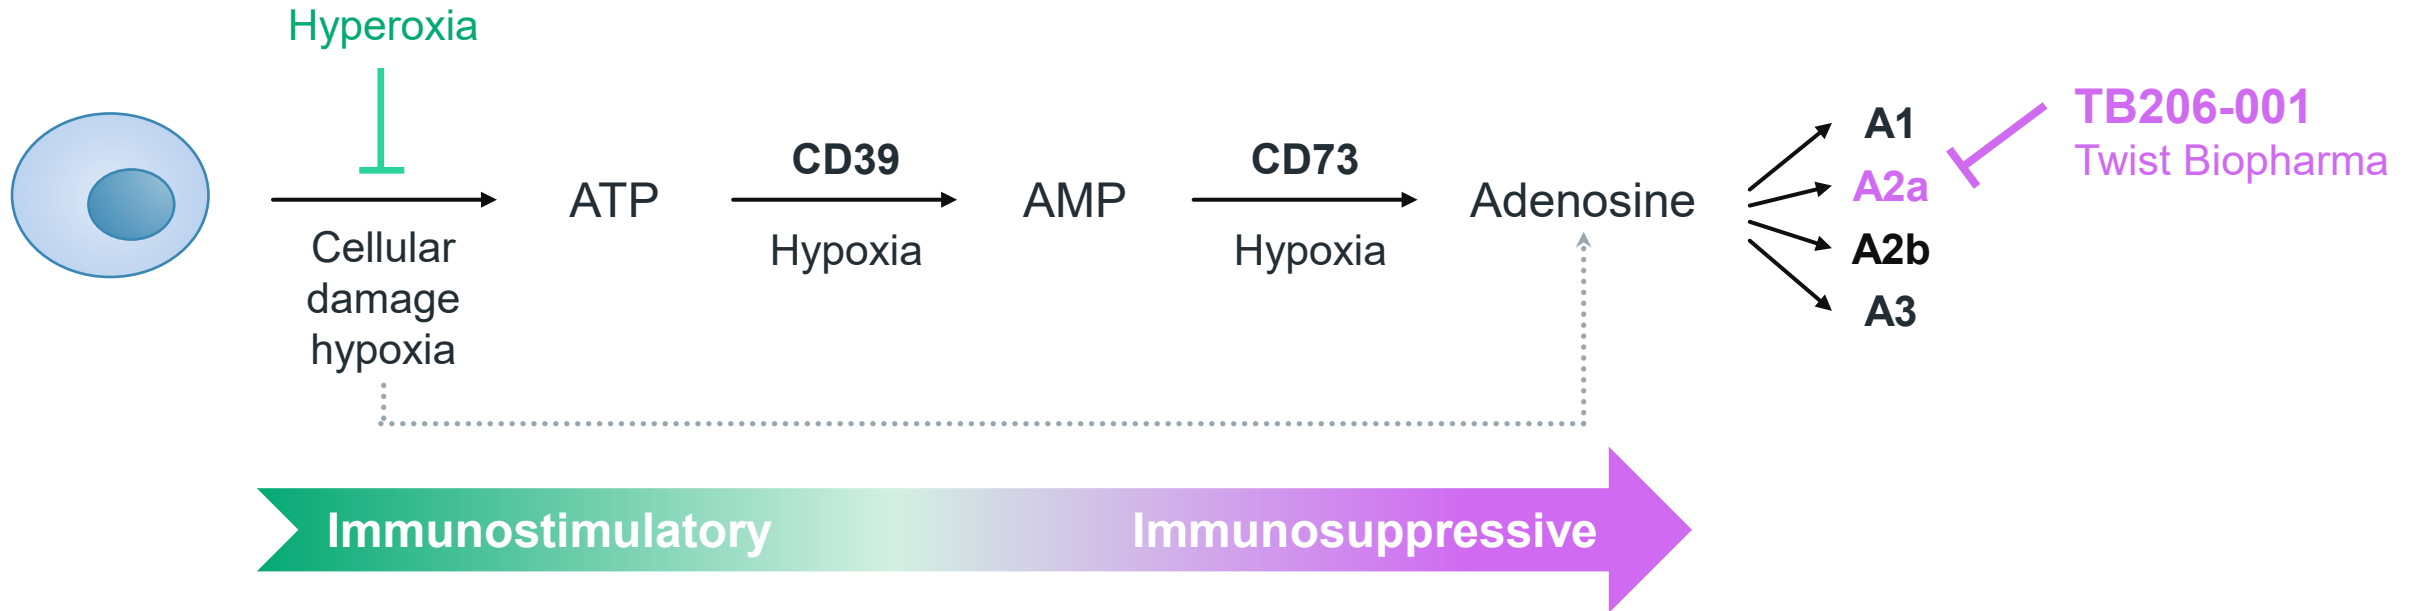 Hyperoxia
Cellular
damage
hypoxia
ATP
CD39
Hypoxia
AMP
CD73
Hypoxia
Adenosine
A1
A2a
A2b
A3
TB206-001
Twist Biopharma
Immunostimulatory
Immunosuppressive